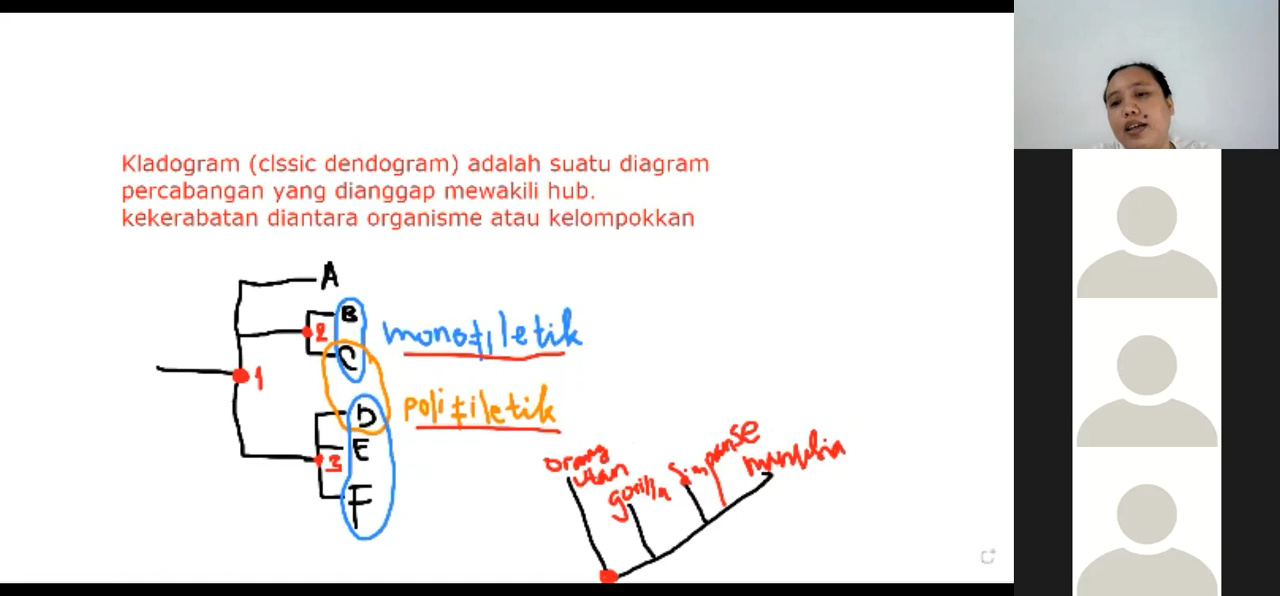 Kladogram (clssic dendogram) adalah suatu diagram
percabangan yang dianggap mewakili hub.
kekerabatan diantara organisme atau kelompokkan
A
B
2
monofiletik
C
1
D
polifiletik
E
3
F
orang
utan
gorilla
simpanse
manusia